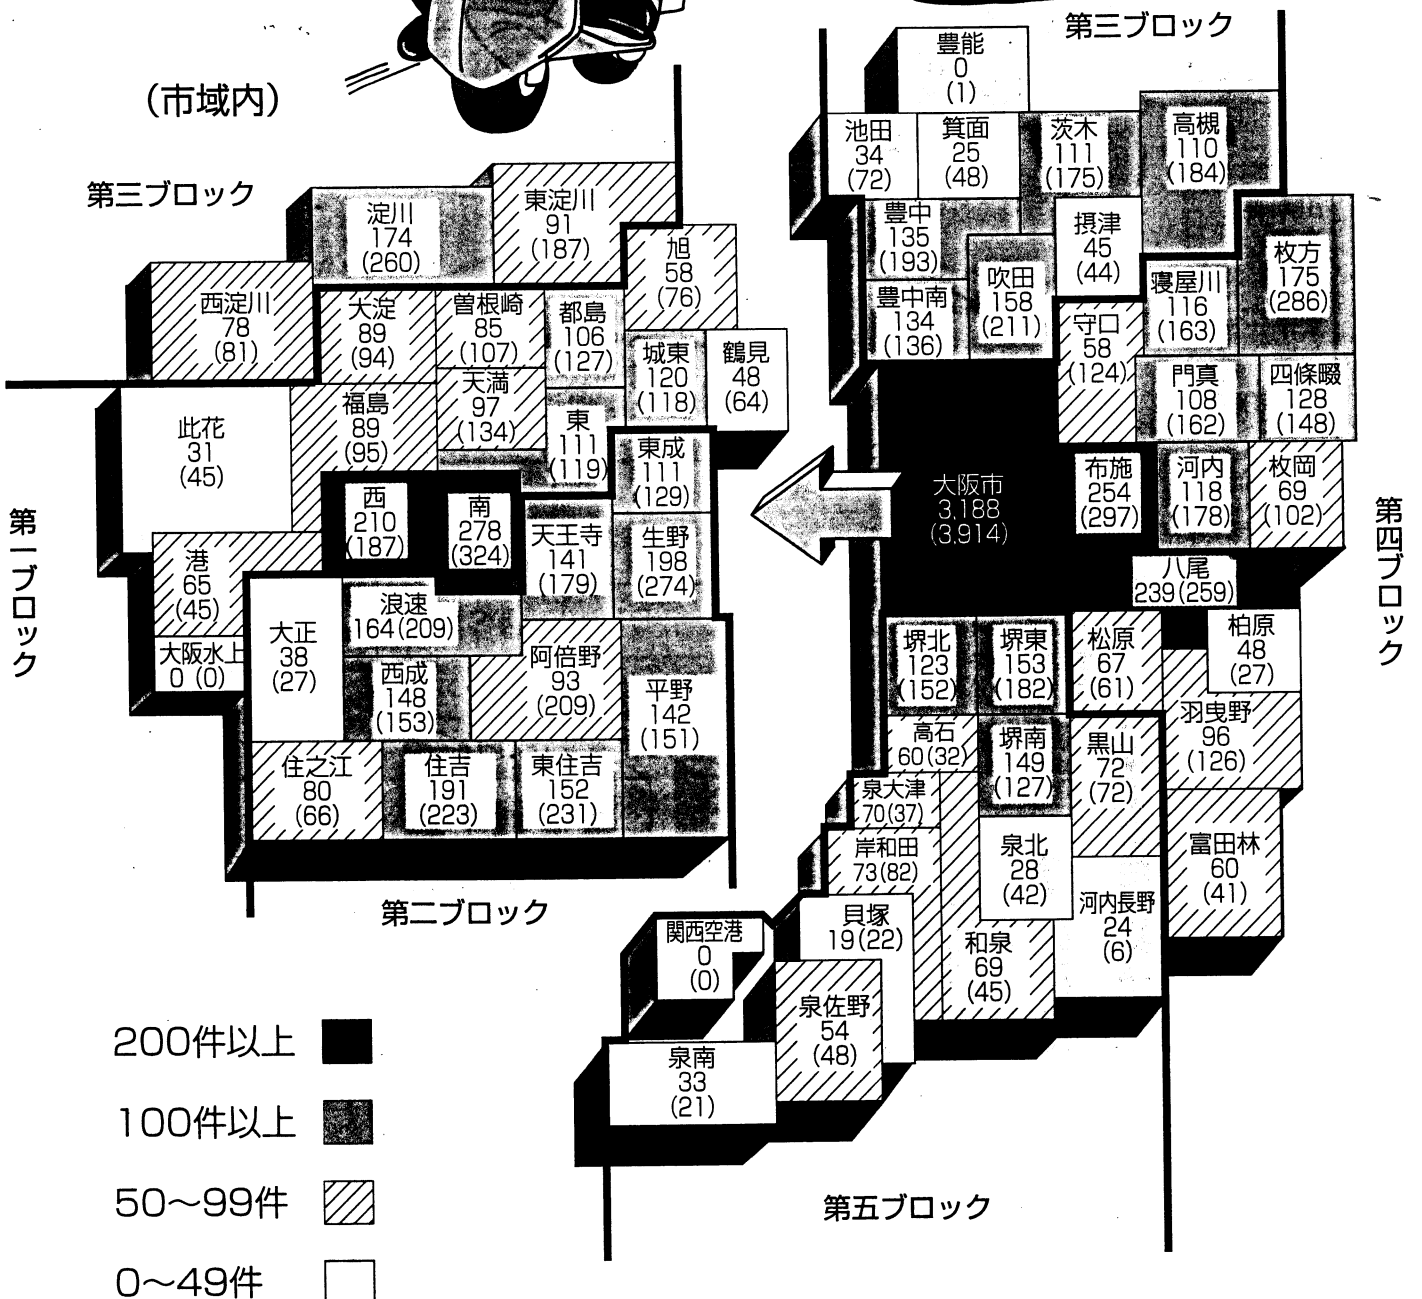 （市域内）
第三ブロック
淀川
174
(260)
東淀川
91
(187)
旭
58
(76)
西淀川
78
(81)
大淀
89
(94)
曽根崎
85
(107)
都島
106
(127)
城東
120
(118)
鶴見
48
(64)
此花
31
(45)
福島
89
(95)
天満
97
(134)
東
111
(119)
東成
111
(129)
西
210
(187)
南
278
(324)
天王寺
141
(179)
生野
198
(274)
港
65
(45)
大阪水上
0 (0)
大正
38
(27)
浪速
164(209)
西成
148
(153)
阿倍野
93
(209)
平野
142
(151)
住之江
80
(66)
住吉
191
(223)
東住吉
152
(231)
第一ブロック
第二ブロック
第三ブロック
豊能
0
(1)
池田
34
(72)
箕面
25
(48)
茨木
111
(175)
高槻
110
(184)
豊中
135
(193)
摂津
45
(44)
枚方
175
(286)
豊中南
134
(136)
吹田
158
(211)
寝屋川
116
(163)
守口
58
(124)
門真
108
(162)
四條畷
128
(148)
大阪市
3,188
(3,914)
布施
254
(297)
河内
118
(178)
枚岡
69
(102)
八尾
239(259)
第四ブロック
堺北
123
(152)
堺東
153
(182)
松原
67
(61)
柏原
48
(27)
羽曳野
96
(126)
高石
60(32)
堺南
149
(127)
黒山
72
(72)
泉大津
70(37)
岸和田
73(82)
泉北
28
(42)
富田林
60
(41)
貝塚
19(22)
和泉
69
(45)
河内長野
24
(6)
関西空港
0
(0)
泉佐野
54
(48)
泉南
33
(21)
第五ブロック
200件以上
100件以上
50～99件
0～49件